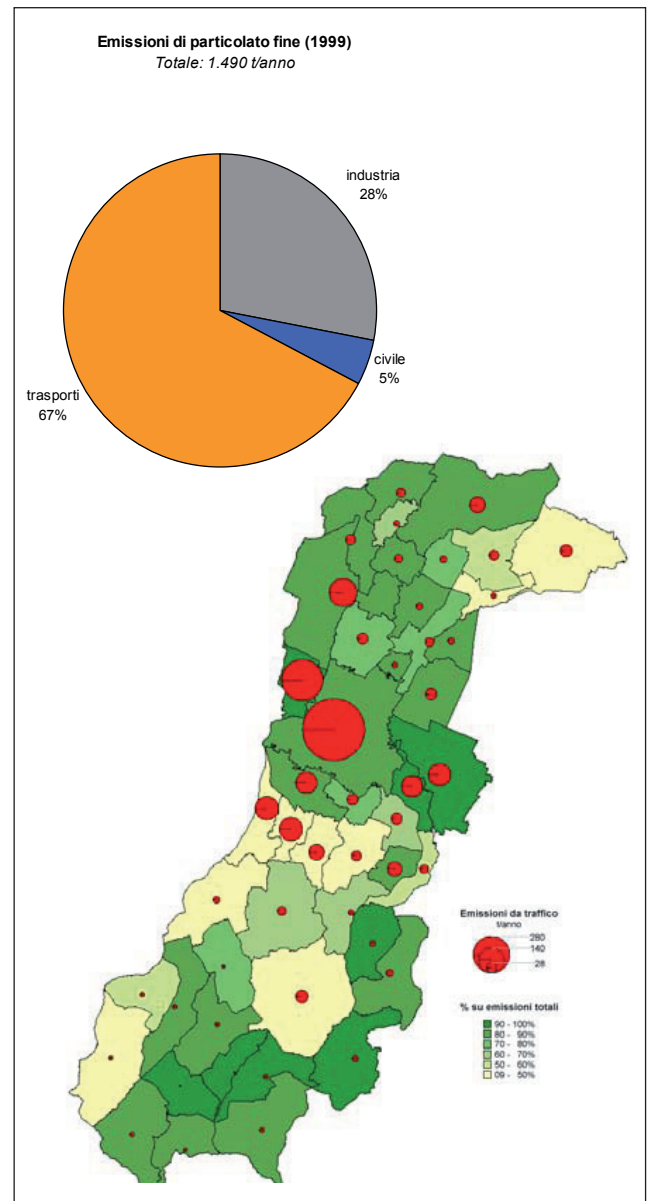 Emissioni di particolato fine (1999)
Totale: 1.490 t/anno
industria
28%
civile
5%
trasporti
67%
Emissioni da traffico
t/anno
280
140
28
% su emissioni totali
90 - 100%
80 - 90%
70 - 80%
60 - 70%
50 - 60%
09 - 50%